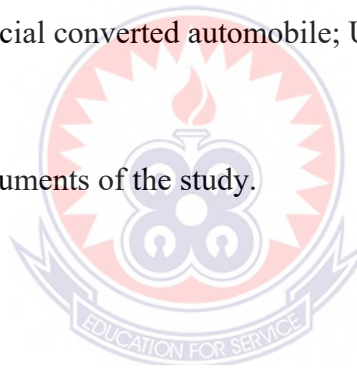 cial converted automobile; U
uments of the study.
EDUCATION FOR SERVICE